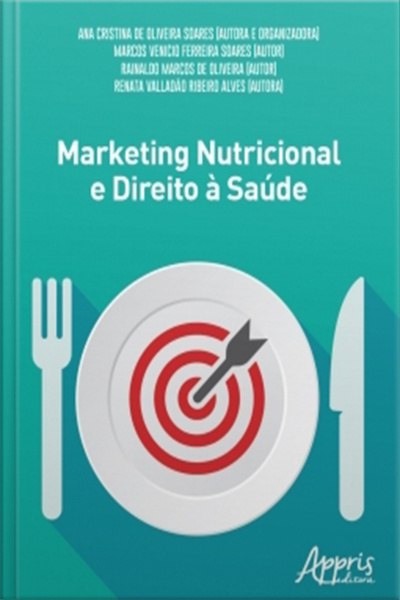 ANA CRISTINA DE OLIVEIRA SOARES (AUTORA E ORGANIZADORA)
MARCOS VENICIO FERREIRA SOARES (AUTOR)
RAINALDO MARCOS DE OLIVEIRA (AUTOR)
RENATA VALLADÃO RIBEIRO ALVES (AUTORA)
Marketing Nutricional
e Direito à Saúde
Appris
editora